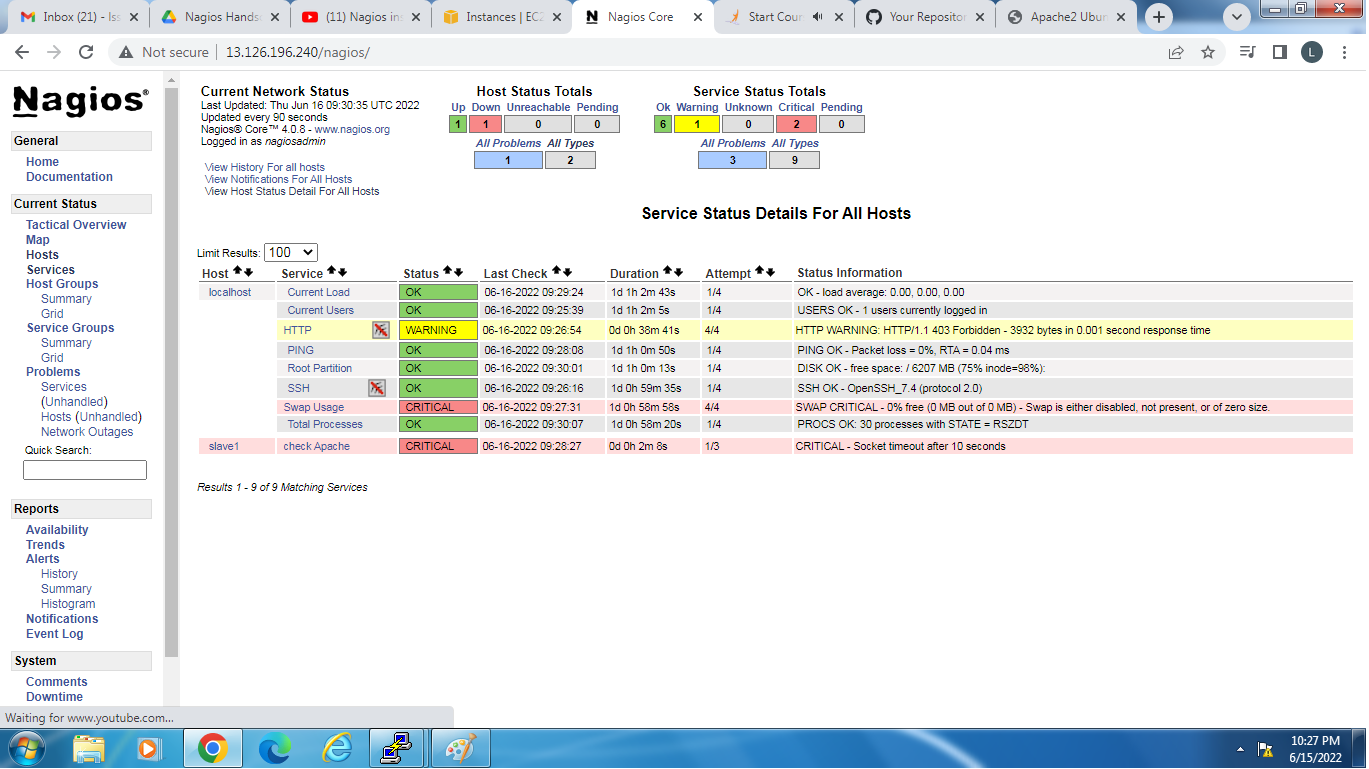 Inbox (21) - Iss
Nagios Hands
(11) Nagios ins
Instances | EC2
Nagios Core
Start Coun
Your Repositor
Apache2 Ubun
Not secure
13.126.196.240/nagios/
L
Nagios®
General
Home
Documentation
Current Status
Tactical Overview
Map
Hosts
Services
Host Groups
Summary
Grid
Service Groups
Summary
Grid
Problems
Services
(Unhandled)
Hosts (Unhandled)
Network Outages
Quick Search:
Reports
Availability
Trends
Alerts
History
Summary
Histogram
Notifications
Event Log
System
Comments
Downtime
Current Network Status
Last Updated: Thu Jun 16 09:30:35 UTC 2022
Updated every 90 seconds
Nagios® Core™ 4.0.8 - www.nagios.org
Logged in as nagiosadmin
View History For all hosts
View Notifications For All Hosts
View Host Status Detail For All Hosts
Host Status Totals
Up Down Unreachable Pending
1 1 0 0
All Problems All Types
1 2
Service Status Totals
Ok Warning Unknown Critical Pending
6 1 0 2 0
All Problems All Types
3 9
Service Status Details For All Hosts
Limit Results: 100
Host Service Status Last Check Duration Attempt Status Information
localhost Current Load OK 06-16-2022 09:29:24 1d 1h 2m 43s 1/4 OK - load average: 0.00, 0.00, 0.00
Current Users OK 06-16-2022 09:25:39 1d 1h 2m 5s 1/4 USERS OK - 1 users currently logged in
HTTP WARNING 06-16-2022 09:26:54 0d 0h 38m 41s 4/4 HTTP WARNING: HTTP/1.1 403 Forbidden - 3932 bytes in 0.001 second response time
PING OK 06-16-2022 09:28:08 1d 1h 0m 50s 1/4 PING OK - Packet loss = 0%, RTA = 0.04 ms
Root Partition OK 06-16-2022 09:30:01 1d 1h 0m 13s 1/4 DISK OK - free space: / 6207 MB (75% inode=98%):
SSH OK 06-16-2022 09:26:16 1d 0h 59m 35s 1/4 SSH OK - OpenSSH_7.4 (protocol 2.0)
Swap Usage CRITICAL 06-16-2022 09:27:31 1d 0h 58m 58s 4/4 SWAP CRITICAL - 0% free (0 MB out of 0 MB) - Swap is either disabled, not present, or of zero size.
Total Processes OK 06-16-2022 09:30:07 1d 0h 58m 20s 1/4 PROCS OK: 30 processes with STATE = RSZDT
slave1 check Apache CRITICAL 06-16-2022 09:28:27 0d 0h 2m 8s 1/3 CRITICAL - Socket timeout after 10 seconds
Results 1 - 9 of 9 Matching Services
Waiting for www.youtube.com...
10:27 PM
6/15/2022